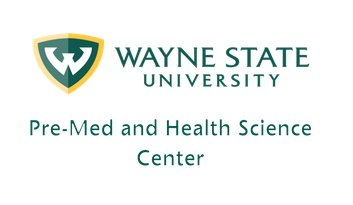 WAYNE STATE
UNIVERSITY
Pre-Med and Health Science
Center